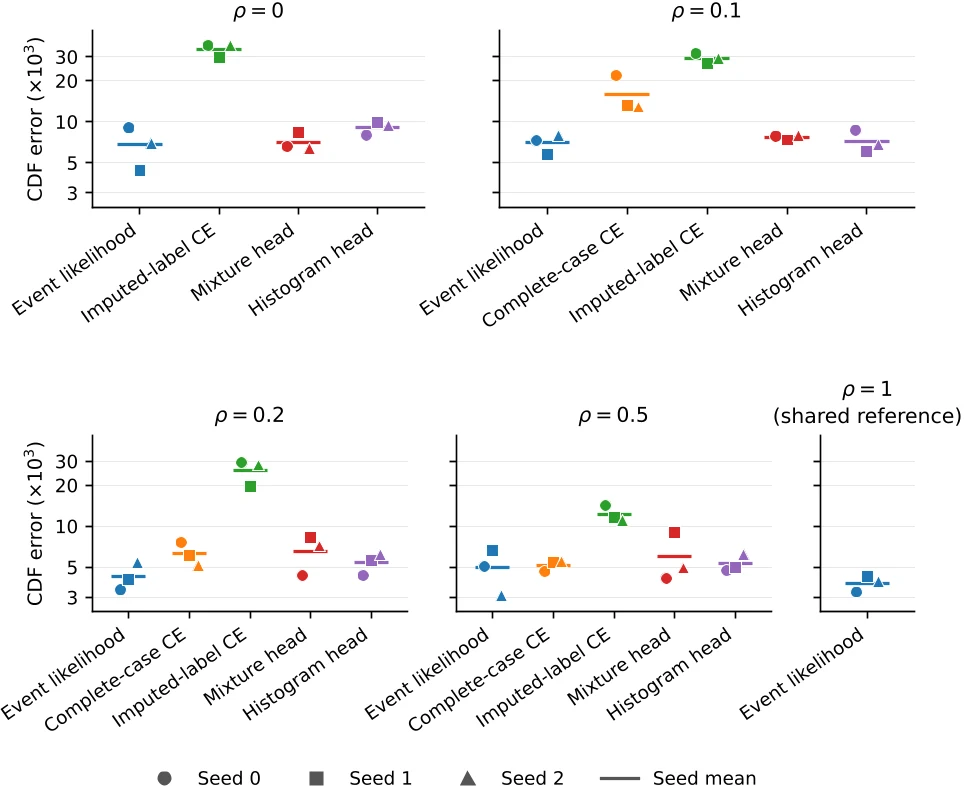 ρ = 0
ρ = 0.1
CDF error (×10³)
30
20
10
5
3
Event likelihood
Imputed-label CE
Mixture head
Histogram head
Event likelihood
Complete-case CE
Imputed-label CE
Mixture head
Histogram head
ρ = 0.2
ρ = 0.5
ρ = 1
(shared reference)
CDF error (×10³)
30
20
10
5
3
Event likelihood
Complete-case CE
Imputed-label CE
Mixture head
Histogram head
Event likelihood
Complete-case CE
Imputed-label CE
Mixture head
Histogram head
Event likelihood
Seed 0 Seed 1 Seed 2 Seed mean